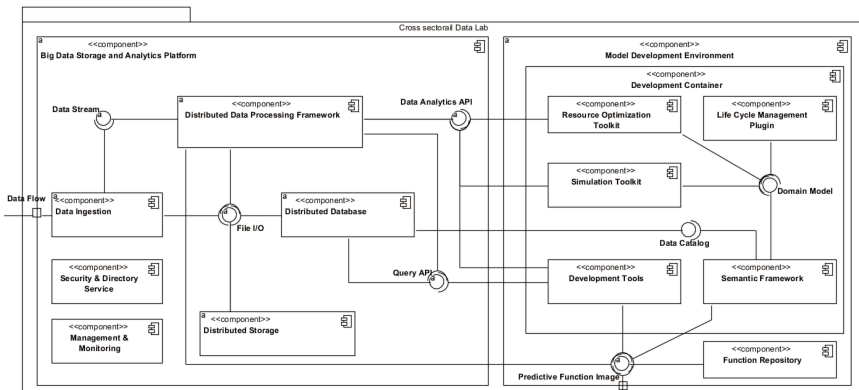 Cross sectorail Data Lab
a
<<component>>
Big Data Storage and Analytics Platform
a
<<component>>
Model Development Environment
a
<<component>>
Development Container
a
<<component>>
Distributed Data Processing Framework
Data Stream
a
Data Analytics API
a
<<component>>
Resource Optimization
Toolkit
<<component>>
Life Cycle Management
Plugin
<<component>>
Simulation Toolkit
a
Domain Model
Data Flow
a
<<component>>
Data Ingestion
a
File I/O
<<component>>
Distributed Database
a
Data Catalog
<<component>>
Security & Directory
Service
Query API
a
<<component>>
Development Tools
<<component>>
Semantic Framework
<<component>>
Management &
Monitoring
a
<<component>>
Distributed Storage
a
Predictive Function Image
<<component>>
Function Repository